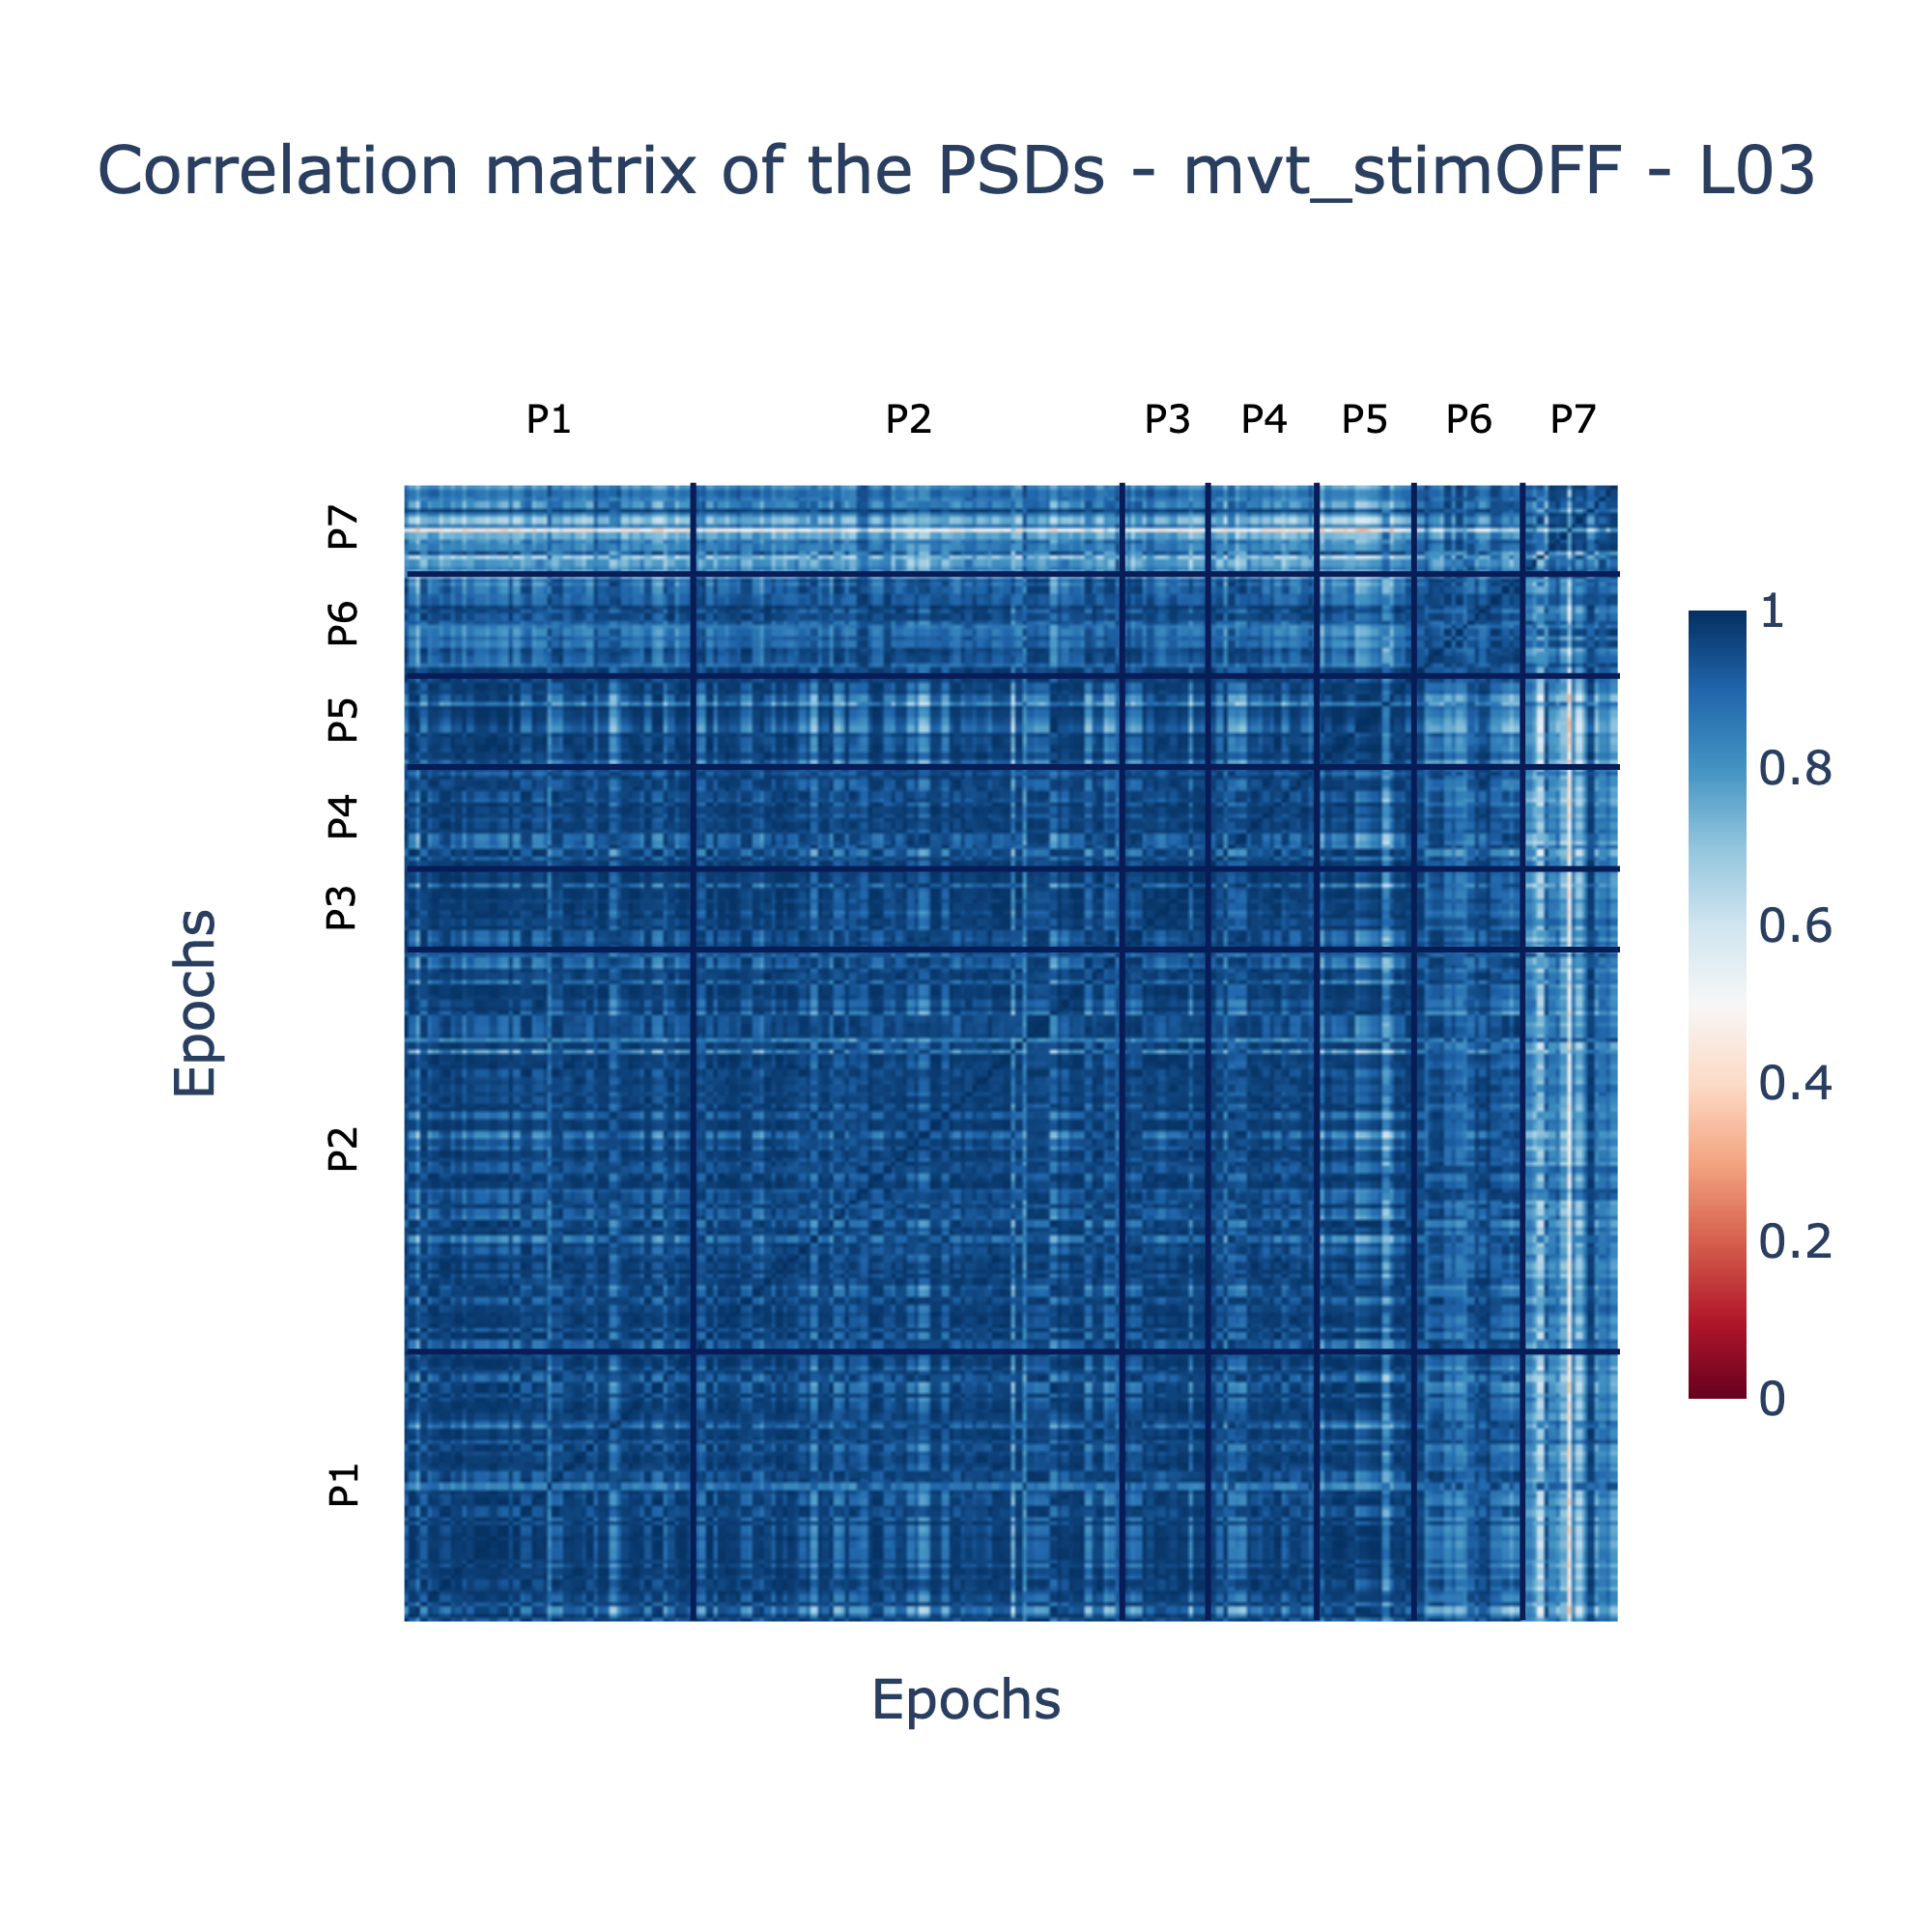 Correlation matrix of the PSDs - mvt_stimOFF - L03
P1 P2 P3 P4 P5 P6 P7
P7
P6
P5
P4
P3
P2
P1
Epochs
Epochs
1
0.8
0.6
0.4
0.2
0